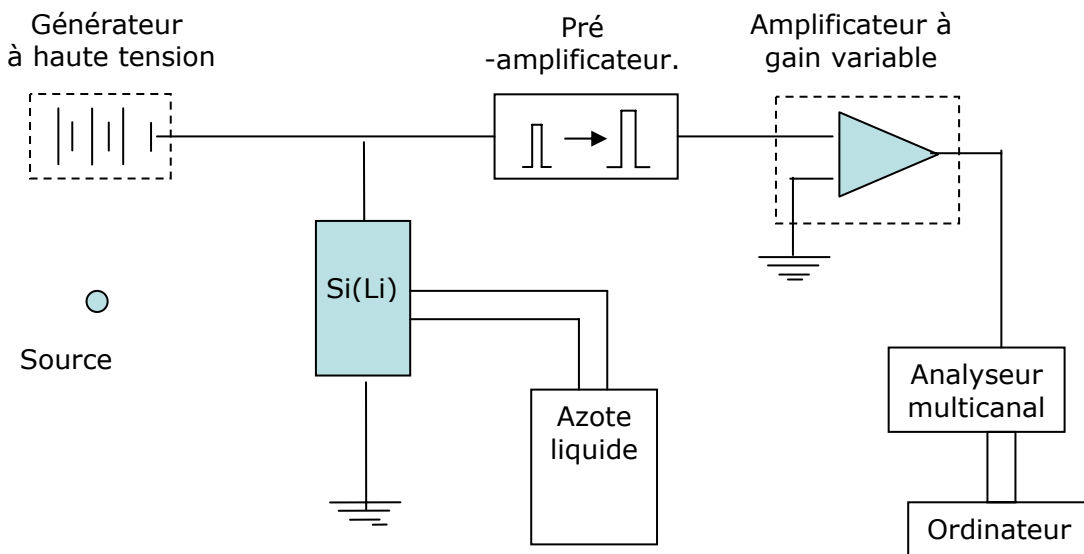 Générateur
à haute tension
Pré
-amplificateur.
Amplificateur à
gain variable
Si(Li)
Source
Azote
liquide
Analyseur
multicanal
Ordinateur